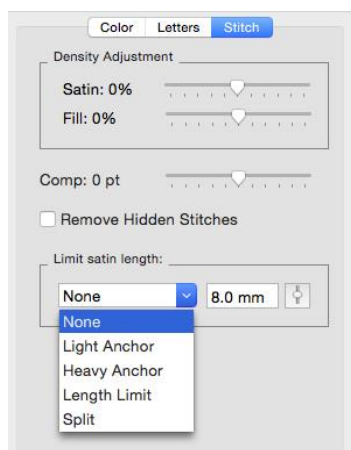 Color Letters Stitch
Density Adjustment
Satin: 0%
Fill: 0%
Comp: 0 pt
Remove Hidden Stitches
Limit satin length:
None 8.0 mm
None
Light Anchor
Heavy Anchor
Length Limit
Split